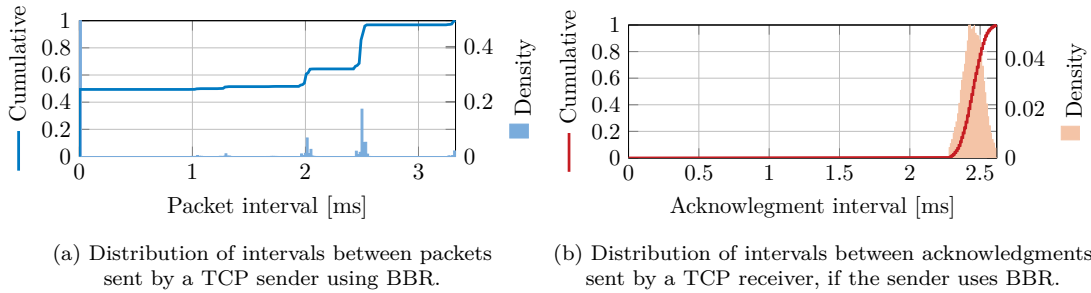 Cumulative
1
0.8
0.6
0.4
0.2
0
0
1
2
3
0.4
0.2
0
Density
Packet interval [ms]
(a) Distribution of intervals between packets
sent by a TCP sender using BBR.
Cumulative
1
0.8
0.6
0.4
0.2
0
0
0.5
1
1.5
2
2.5
0.04
0.02
0
Density
Acknowlegment interval [ms]
(b) Distribution of intervals between acknowledgments
sent by a TCP receiver, if the sender uses BBR.